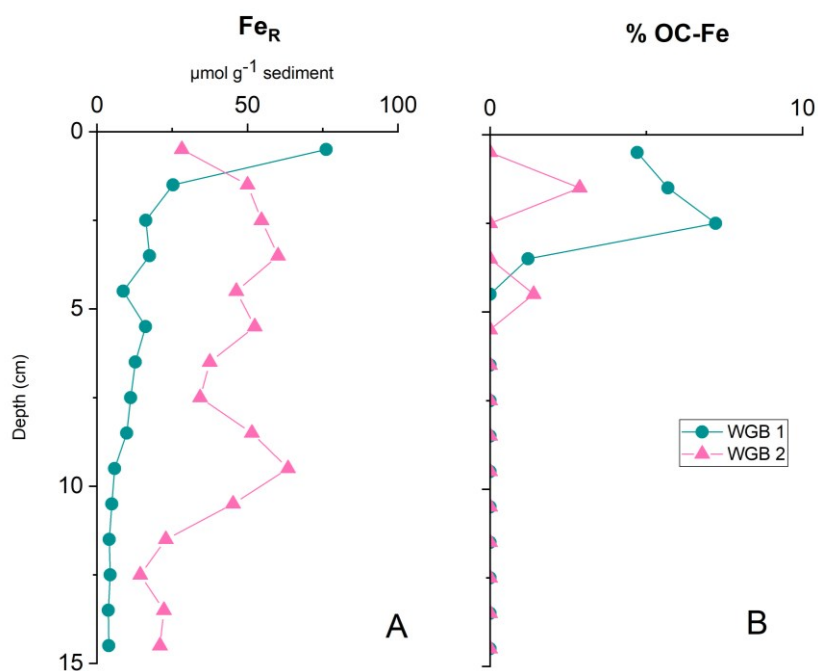 Fe_R
µmol g⁻¹ sediment
0 50 100
0
5
10
15
Depth (cm)
A
% OC-Fe
0 10
WGB 1
WGB 2
B